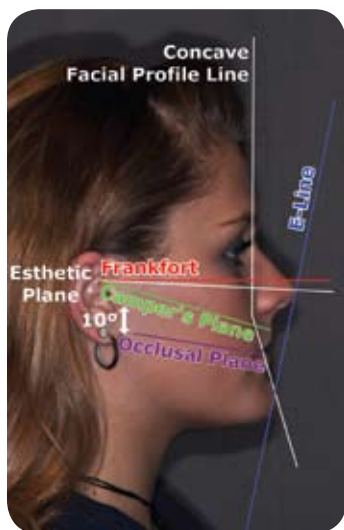 Concave
Facial Profile Line
E-Line
Esthetic
Plane
Frankfort
Camper's Plane
10°
Occlusal Plane